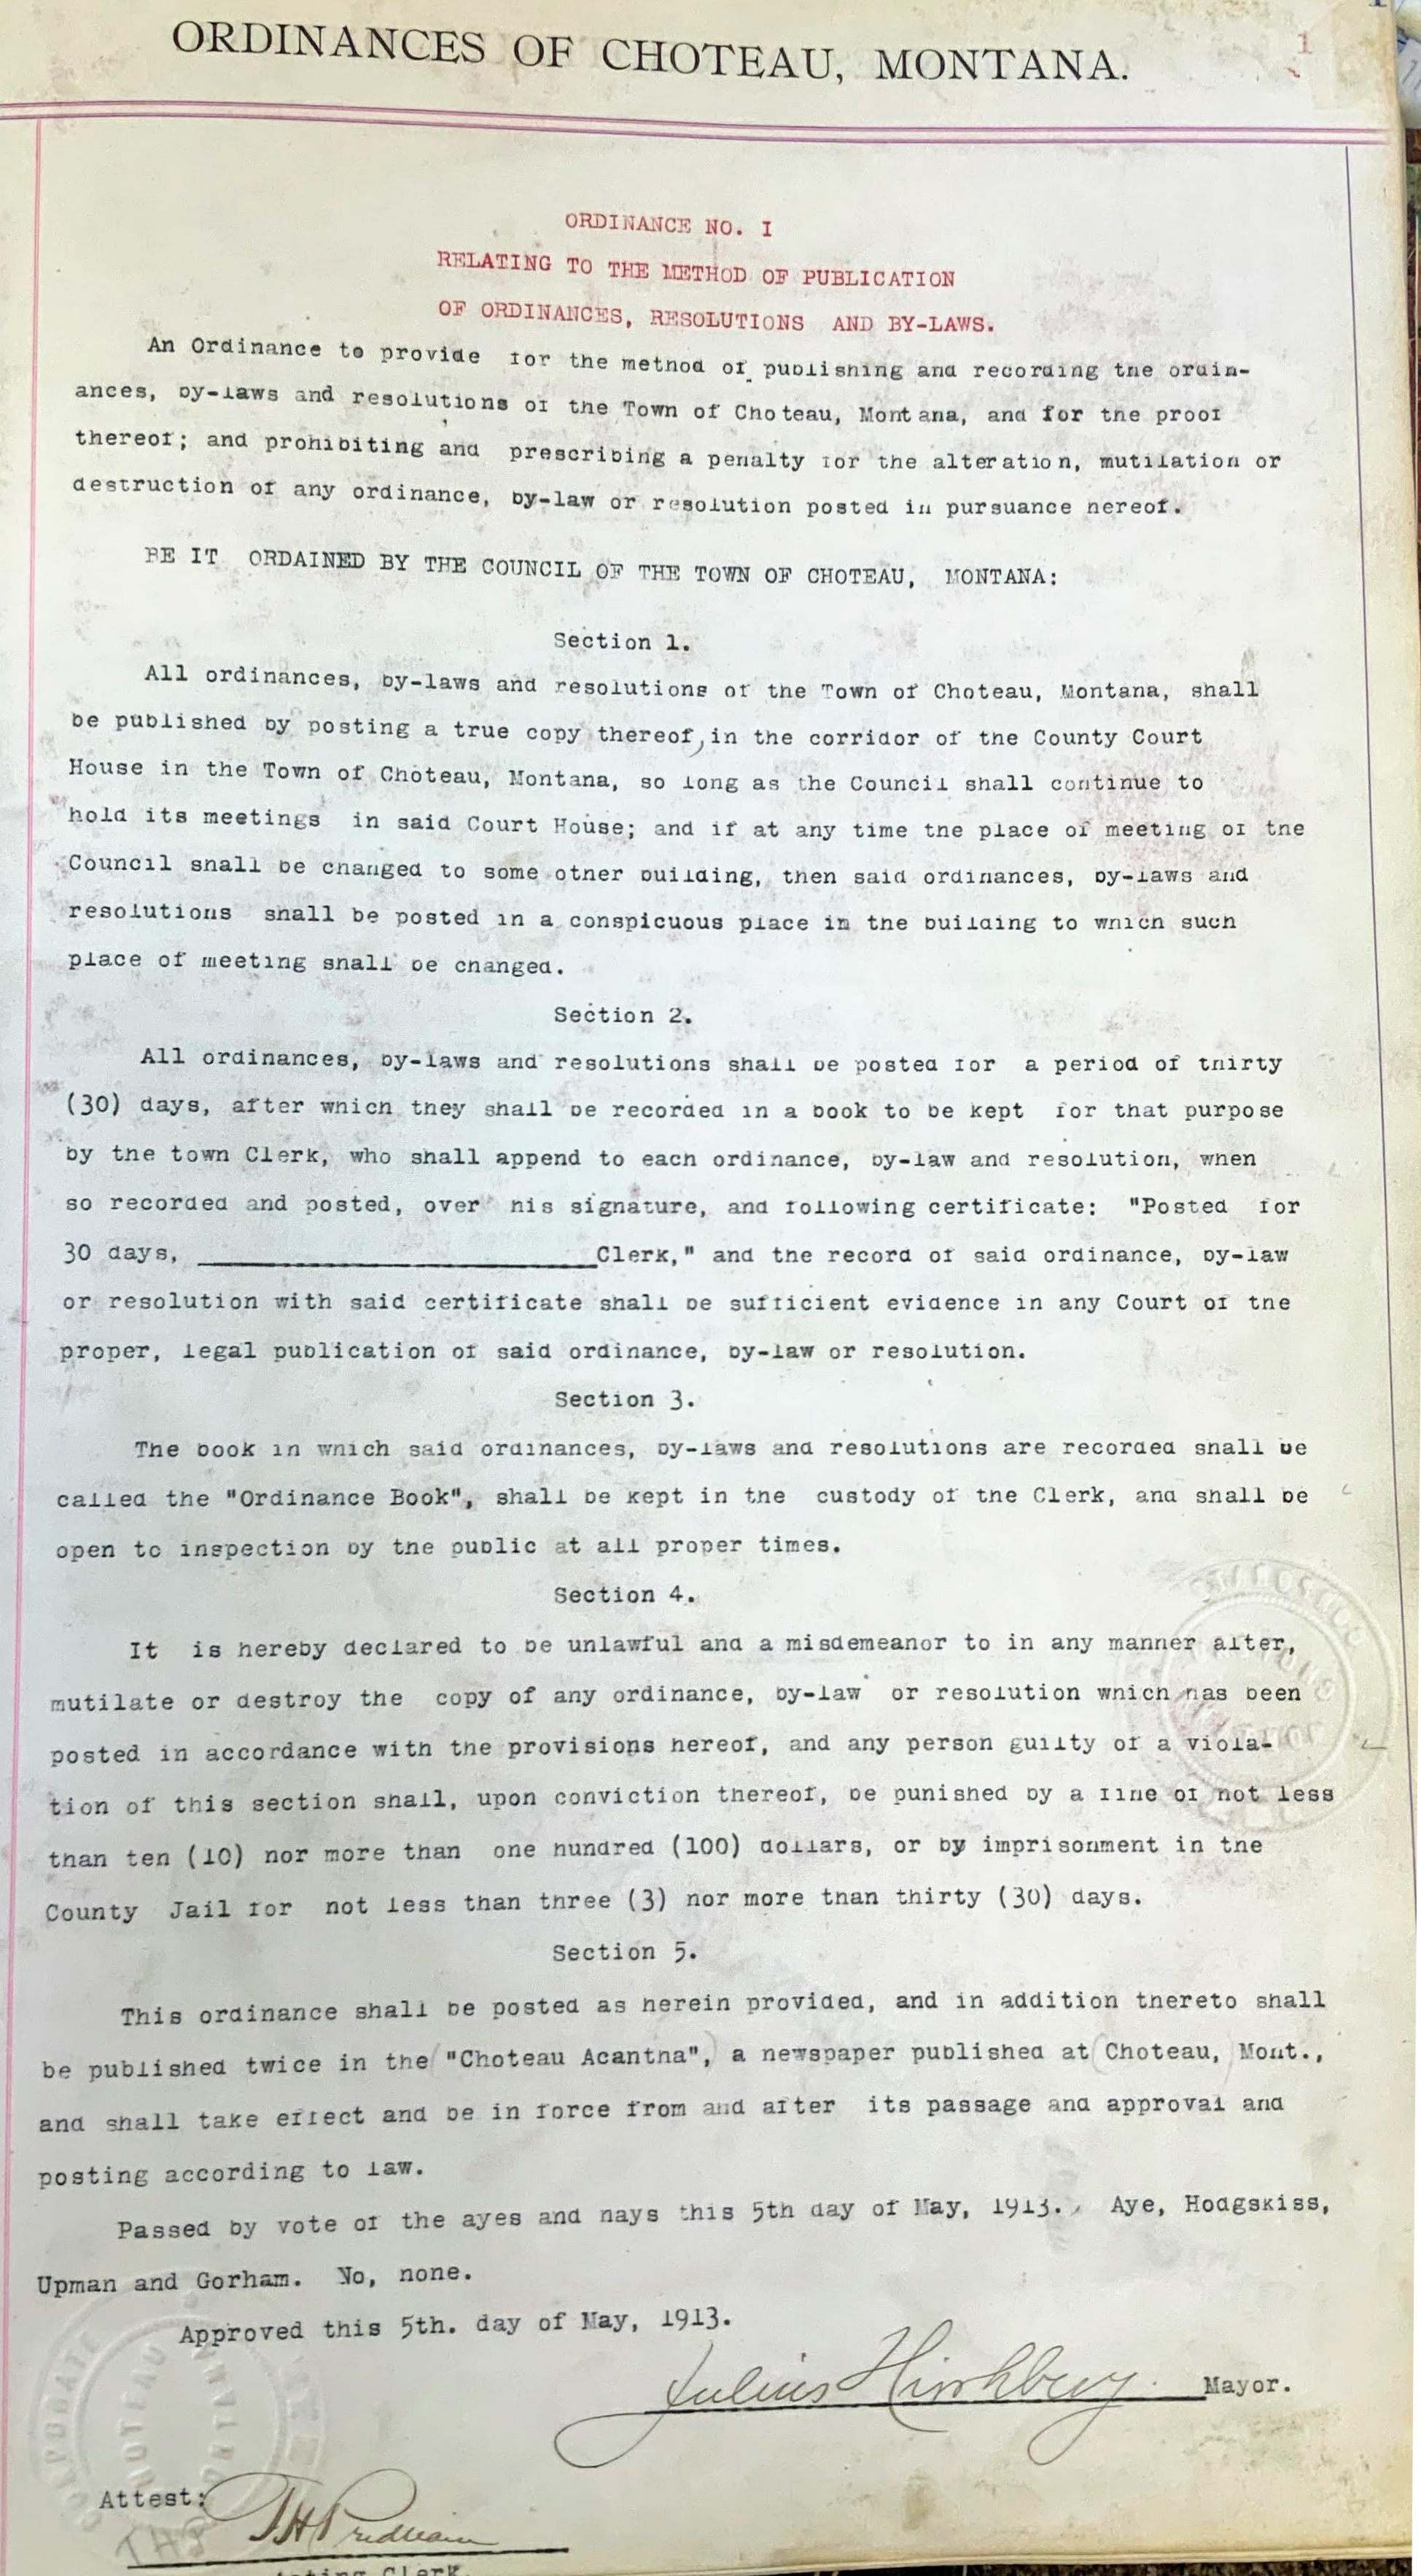 ORDINANCES OF CHOTEAU, MONTANA.
1
ORDINANCE NO. I
RELATING TO THE METHOD OF PUBLICATION
OF ORDINANCES, RESOLUTIONS AND BY-LAWS.
An Ordinance to provide for the method of publishing and recording the ordin-
ances, by-laws and resolutions of the Town of Choteau, Montana, and for the proof
thereof; and prohibiting and prescribing a penalty for the alteration, mutilation or
destruction of any ordinance, by-law or resolution posted in pursuance hereof.
BE IT ORDAINED BY THE COUNCIL OF THE TOWN OF CHOTEAU, MONTANA:
Section 1.
All ordinances, by-laws and resolutions of the Town of Choteau, Montana, shall
be published by posting a true copy thereof, in the corridor of the County Court
House in the Town of Choteau, Montana, so long as the Council shall continue to
hold its meetings in said Court House; and if at any time the place of meeting of the
Council shall be changed to some other building, then said ordinances, by-laws and
resolutions shall be posted in a conspicuous place in the building to which such
place of meeting shall be changed.
Section 2.
All ordinances, by-laws and resolutions shall be posted for a period of thirty
(30) days, after which they shall be recorded in a book to be kept for that purpose
by the town Clerk, who shall append to each ordinance, by-law and resolution, when
so recorded and posted, over his signature, and following certificate: "Posted for
30 days, ____________________Clerk," and the record of said ordinance, by-law
or resolution with said certificate shall be sufficient evidence in any Court of the
proper, legal publication of said ordinance, by-law or resolution.
Section 3.
The book in which said ordinances, by-laws and resolutions are recorded shall be
called the "Ordinance Book", shall be kept in the custody of the Clerk, and shall be
open to inspection by the public at all proper times.
Section 4.
It is hereby declared to be unlawful and a misdemeanor to in any manner alter,
mutilate or destroy the copy of any ordinance, by-law or resolution which has been
posted in accordance with the provisions hereof, and any person guilty of a viola-
tion of this section shall, upon conviction thereof, be punished by a fine of not less
than ten (10) nor more than one hundred (100) dollars, or by imprisonment in the
County Jail for not less than three (3) nor more than thirty (30) days.
Section 5.
This ordinance shall be posted as herein provided, and in addition thereto shall
be published twice in the "Choteau Acantha", a newspaper published at Choteau, Mont.,
and shall take effect and be in force from and after its passage and approval and
posting according to law.
Passed by vote of the ayes and nays this 5th day of May, 1913. Aye, Hodgskiss,
Upman and Gorham. No, none.
Approved this 5th. day of May, 1913.
Julius Hirshberg Mayor.
Attest:
Clerk.